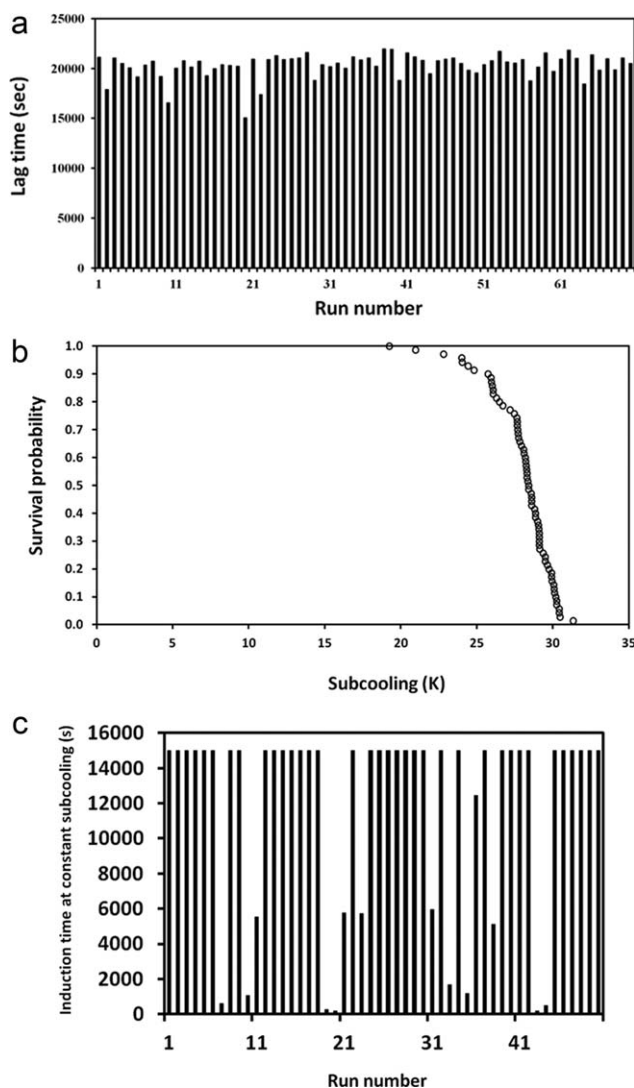 a
25000
20000
15000
10000
5000
0
Lag time (sec)
1 11 21 31 41 51 61
Run number
b
1.0
0.9
0.8
0.7
0.6
0.5
0.4
0.3
0.2
0.1
0.0
Survival probability
0 5 10 15 20 25 30 35
Subcooling (K)
c
16000
14000
12000
10000
8000
6000
4000
2000
0
Induction time at constant subcooling (s)
1 11 21 31 41
Run number